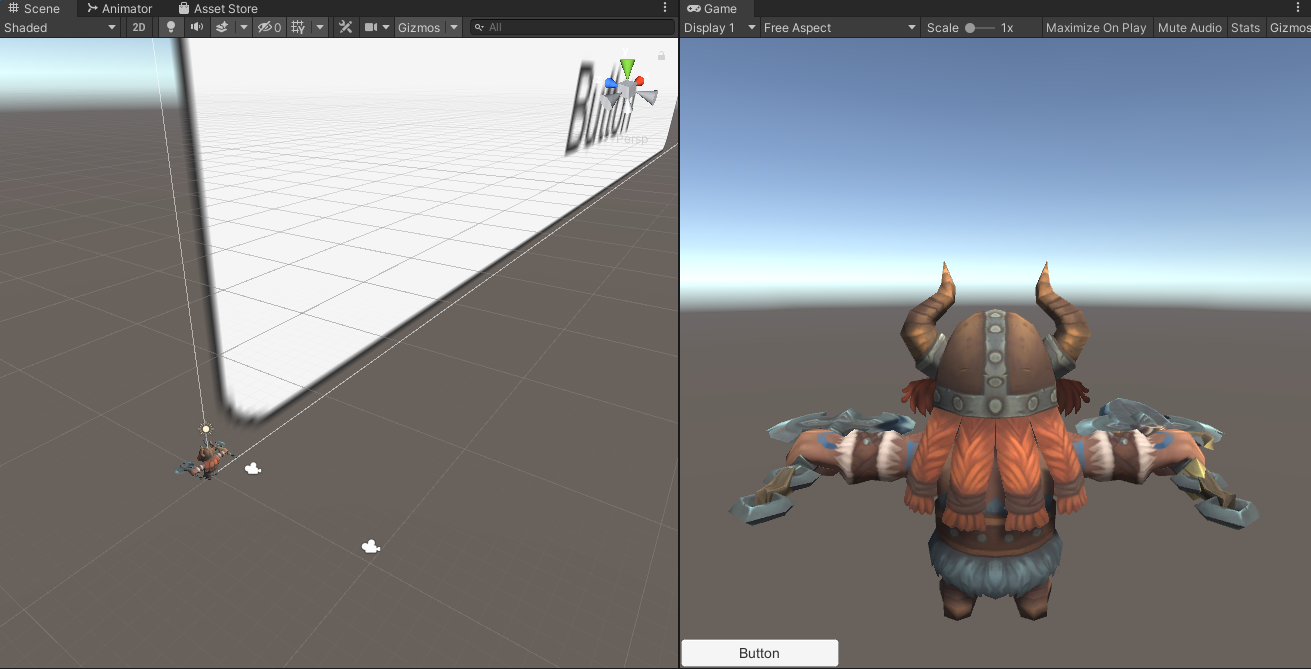 Scene
Animator
Asset Store
Shaded
2D
0
Gizmos
All
Button
y
Persp
Game
Display 1
Free Aspect
Scale
1x
Maximize On Play
Mute Audio
Stats
Gizmos
Button